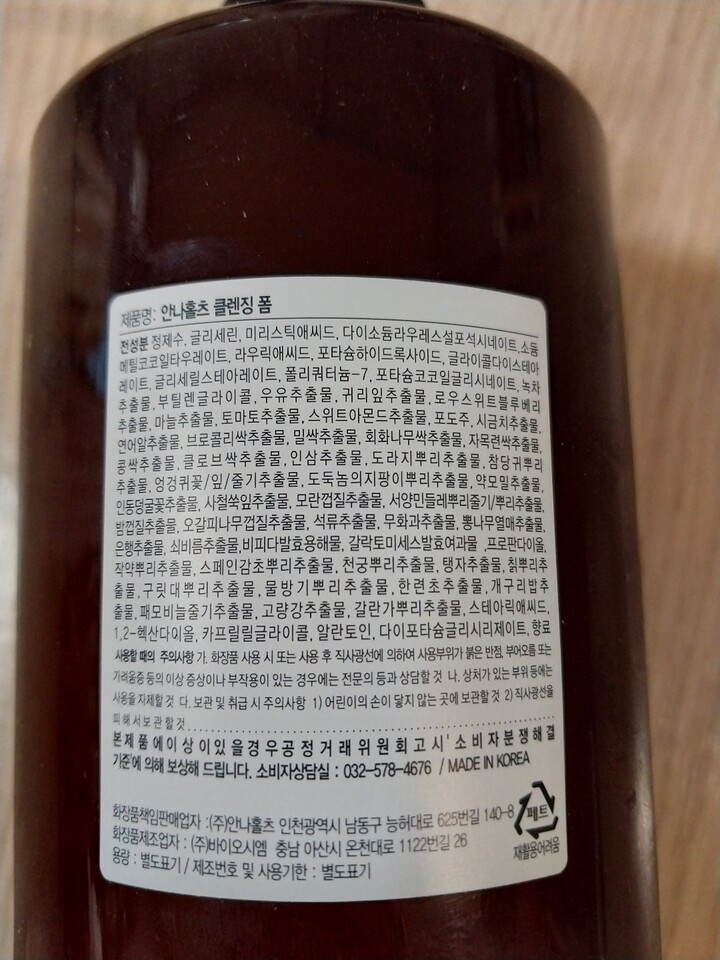 제품명: 안나홀츠 클렌징 폼
전성분 정제수, 글리세린, 미리스틱애씨드, 다이소듐라우레스설포석시네이트,소듐
메틸코코일타우레이트, 라우릭애씨드, 포타슘하이드록사이드, 글라이콜다이스테아
레이트, 글리세릴스테아레이트, 폴리쿼터늄-7, 포타슘코코일글리시네이트, 녹차
추출물, 부틸렌글라이콜, 우유추출물, 귀리잎추출물, 로우스위트블루베리
추출물, 마늘추출물, 토마토추출물, 스위트아몬드추출물, 포도주, 시금치추출물,
연어알추출물, 브로콜리싹추출물, 밀싹추출물, 회화나무싹추출물, 자목련싹추출물,
콩싹추출물, 클로브싹추출물, 인삼추출물, 도라지뿌리추출물, 참당귀뿌리
추출물, 엉겅퀴꽃/잎/줄기추출물, 도둑놈의지팡이뿌리추출물, 약모밀추출물,
인동덩굴꽃추출물, 사철쑥잎추출물, 모란껍질추출물, 서양민들레뿌리줄기/뿌리추출물,
밤껍질추출물, 오갈피나무껍질추출물, 석류추출물, 무화과추출물, 뽕나무열매추출물,
은행추출물, 쇠비름추출물,비피다발효용해물, 갈락토미세스발효여과물 ,프로판다이올,
작약뿌리추출물, 스페인감초뿌리추출물, 천궁뿌리추출물, 탱자추출물, 칡뿌리추
출물, 구릿대뿌리추출물, 물방기뿌리추출물, 한련초추출물, 개구리밥추
출물, 패모비늘줄기추출물, 고량강추출물, 갈란가뿌리추출물, 스테아릭애씨드,
1,2-헥산다이올, 카프릴릴글라이콜, 알란토인, 다이포타슘글리시리제이트, 향료
사용할 때의 주의사항 가. 화장품 사용 시 또는 사용 후 직사광선에 의하여 사용부위가 붉은 반점, 부어오름 또는
가려움증 등의 이상 증상이나 부작용이 있는 경우에는 전문의 등과 상담할 것 나. 상처가 있는 부위 등에는
사용을 자제할 것 다. 보관 및 취급 시 주의사항 1) 어린이의 손이 닿지 않는 곳에 보관할 것 2) 직사광선을
피해서 보관할 것
본 제품에 이상이 있을 경우 공정거래위원회 고시 '소비자분쟁해결
기준'에 의해 보상해 드립니다. 소비자상담실 : 032-578-4676 / MADE IN KOREA
화장품책임판매업자 :(주)안나홀츠 인천광역시 남동구 능허대로 625번길 140-8
화장품제조업자 : (주)바이오시엠 충남 아산시 온천대로 1122번길 26
용량 : 별도표기 / 제조번호 및 사용기한 : 별도표기
페트
재활용어려움